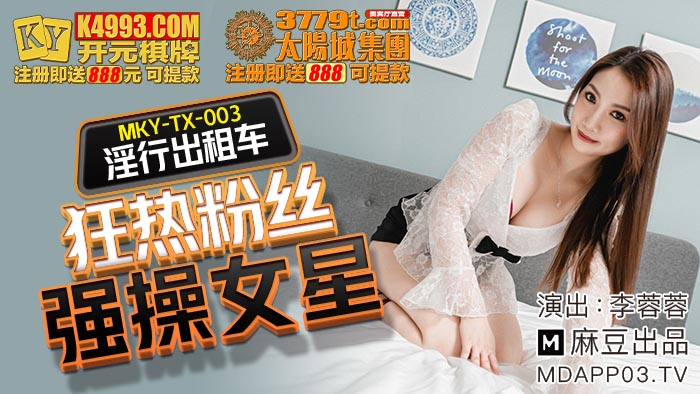 K4993.COM
KY 开元棋牌
注册即送888元 可提款
3779t.com
太陽城集團
注册即送888 可提款
Shoot
for the
Moon
MKY-TX-003
淫行出租车
狂热粉丝
强操女星
演出：李蓉蓉
M 麻豆出品
MDAPP03.TV